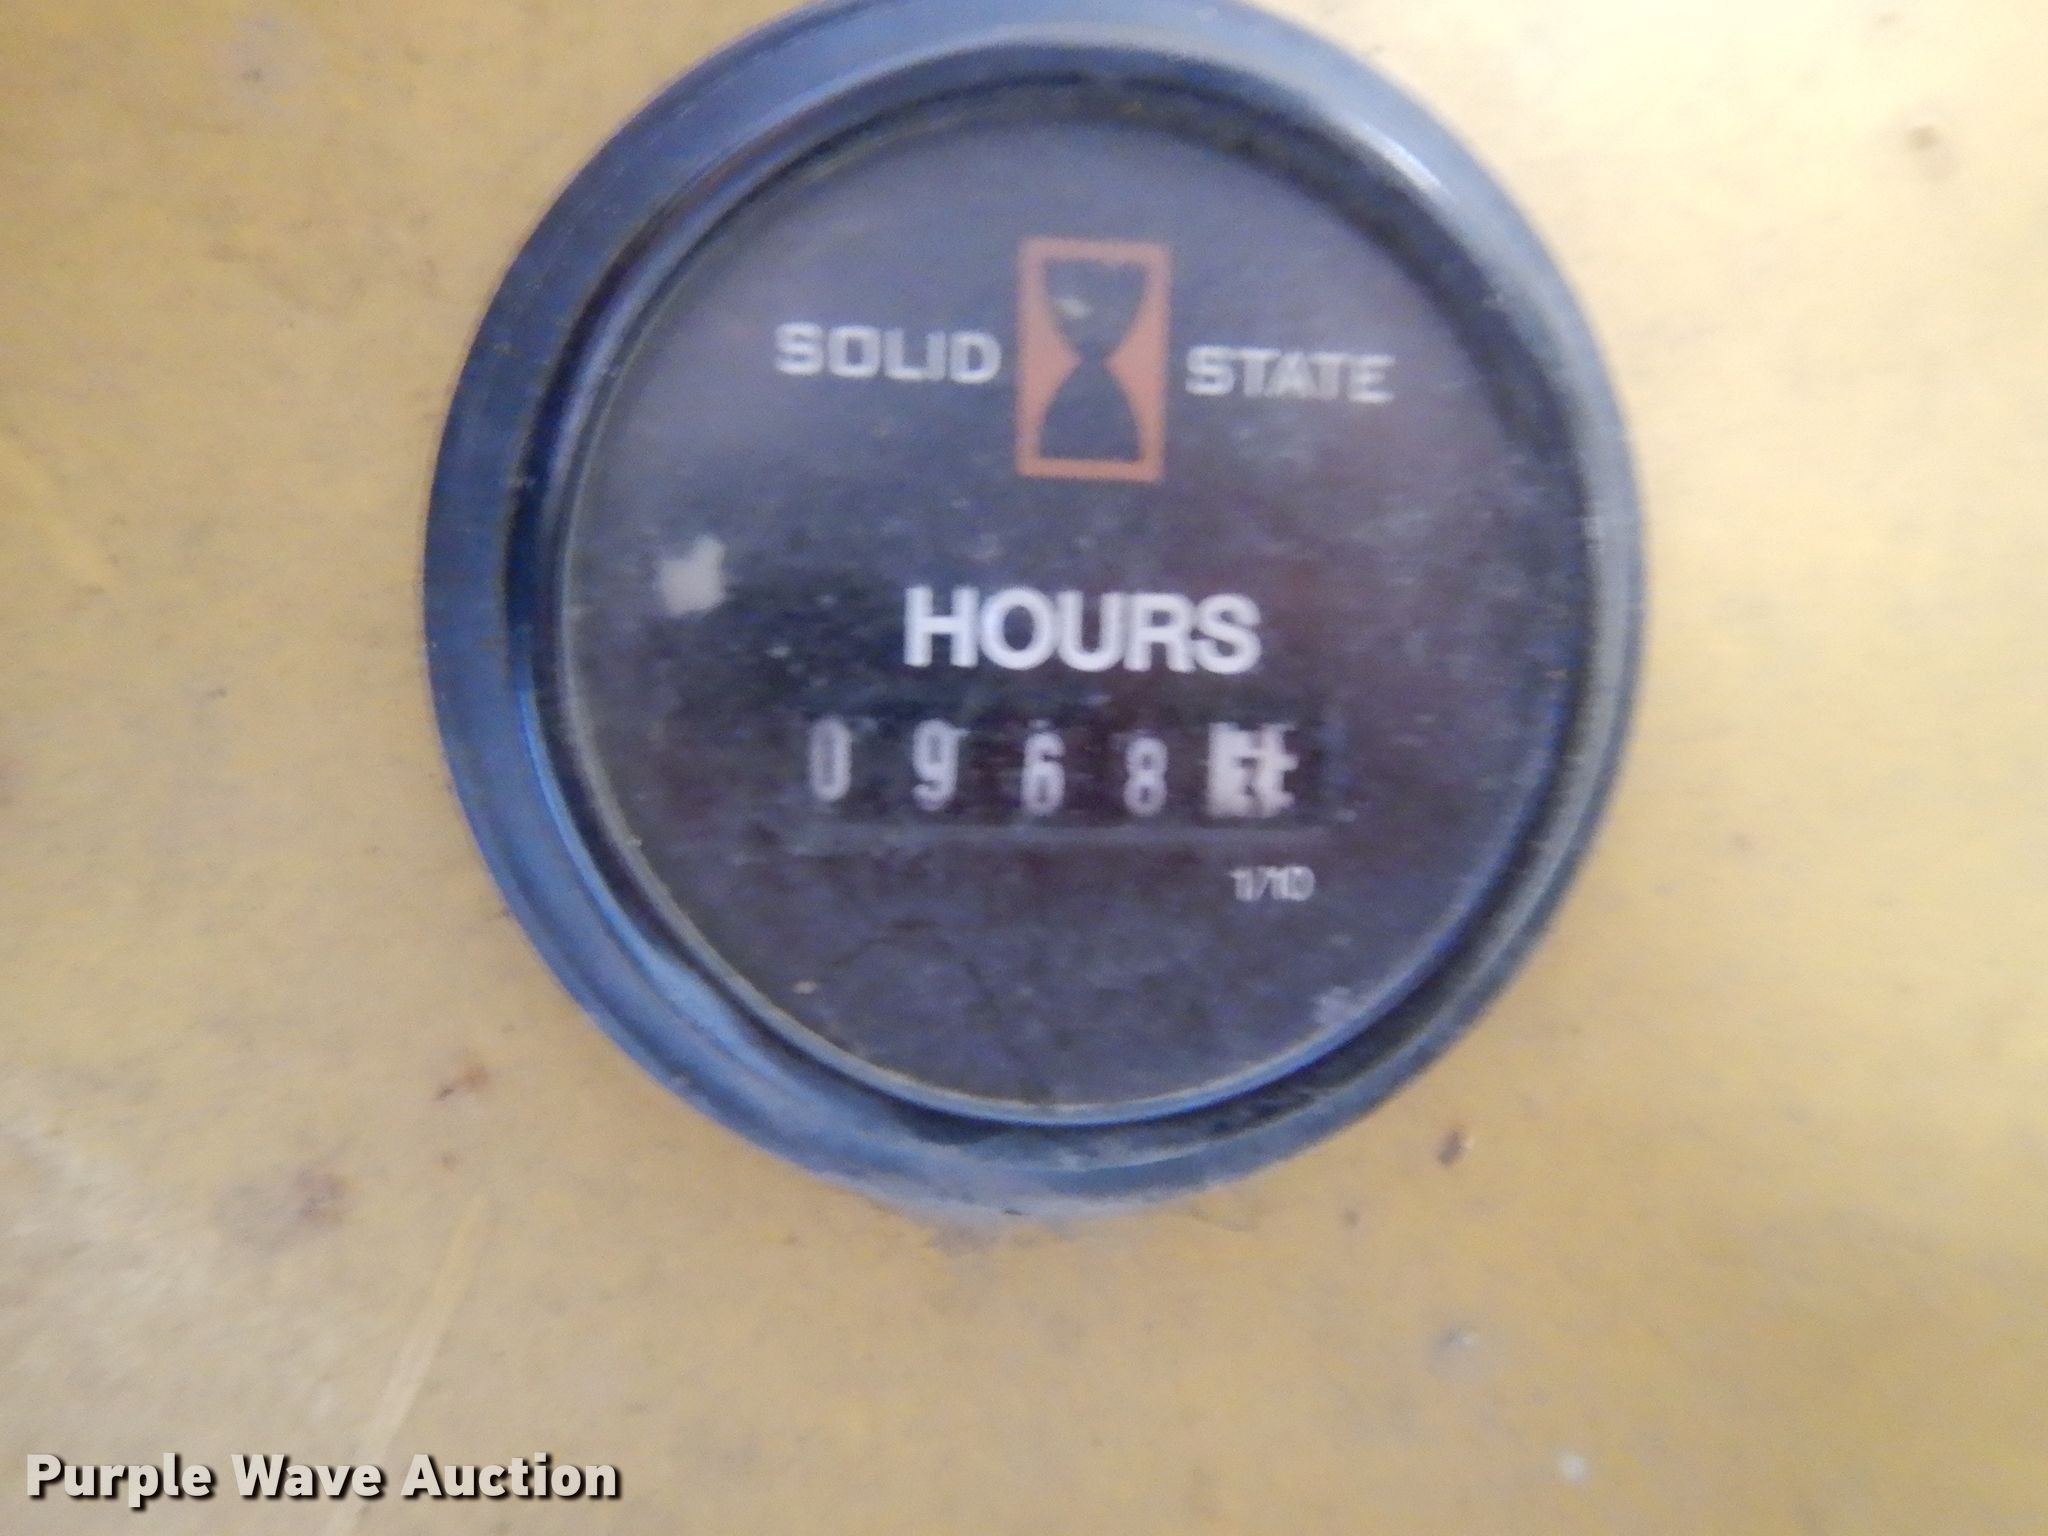 SOLID STATE
HOURS
0968
1/10
Purple Wave Auction